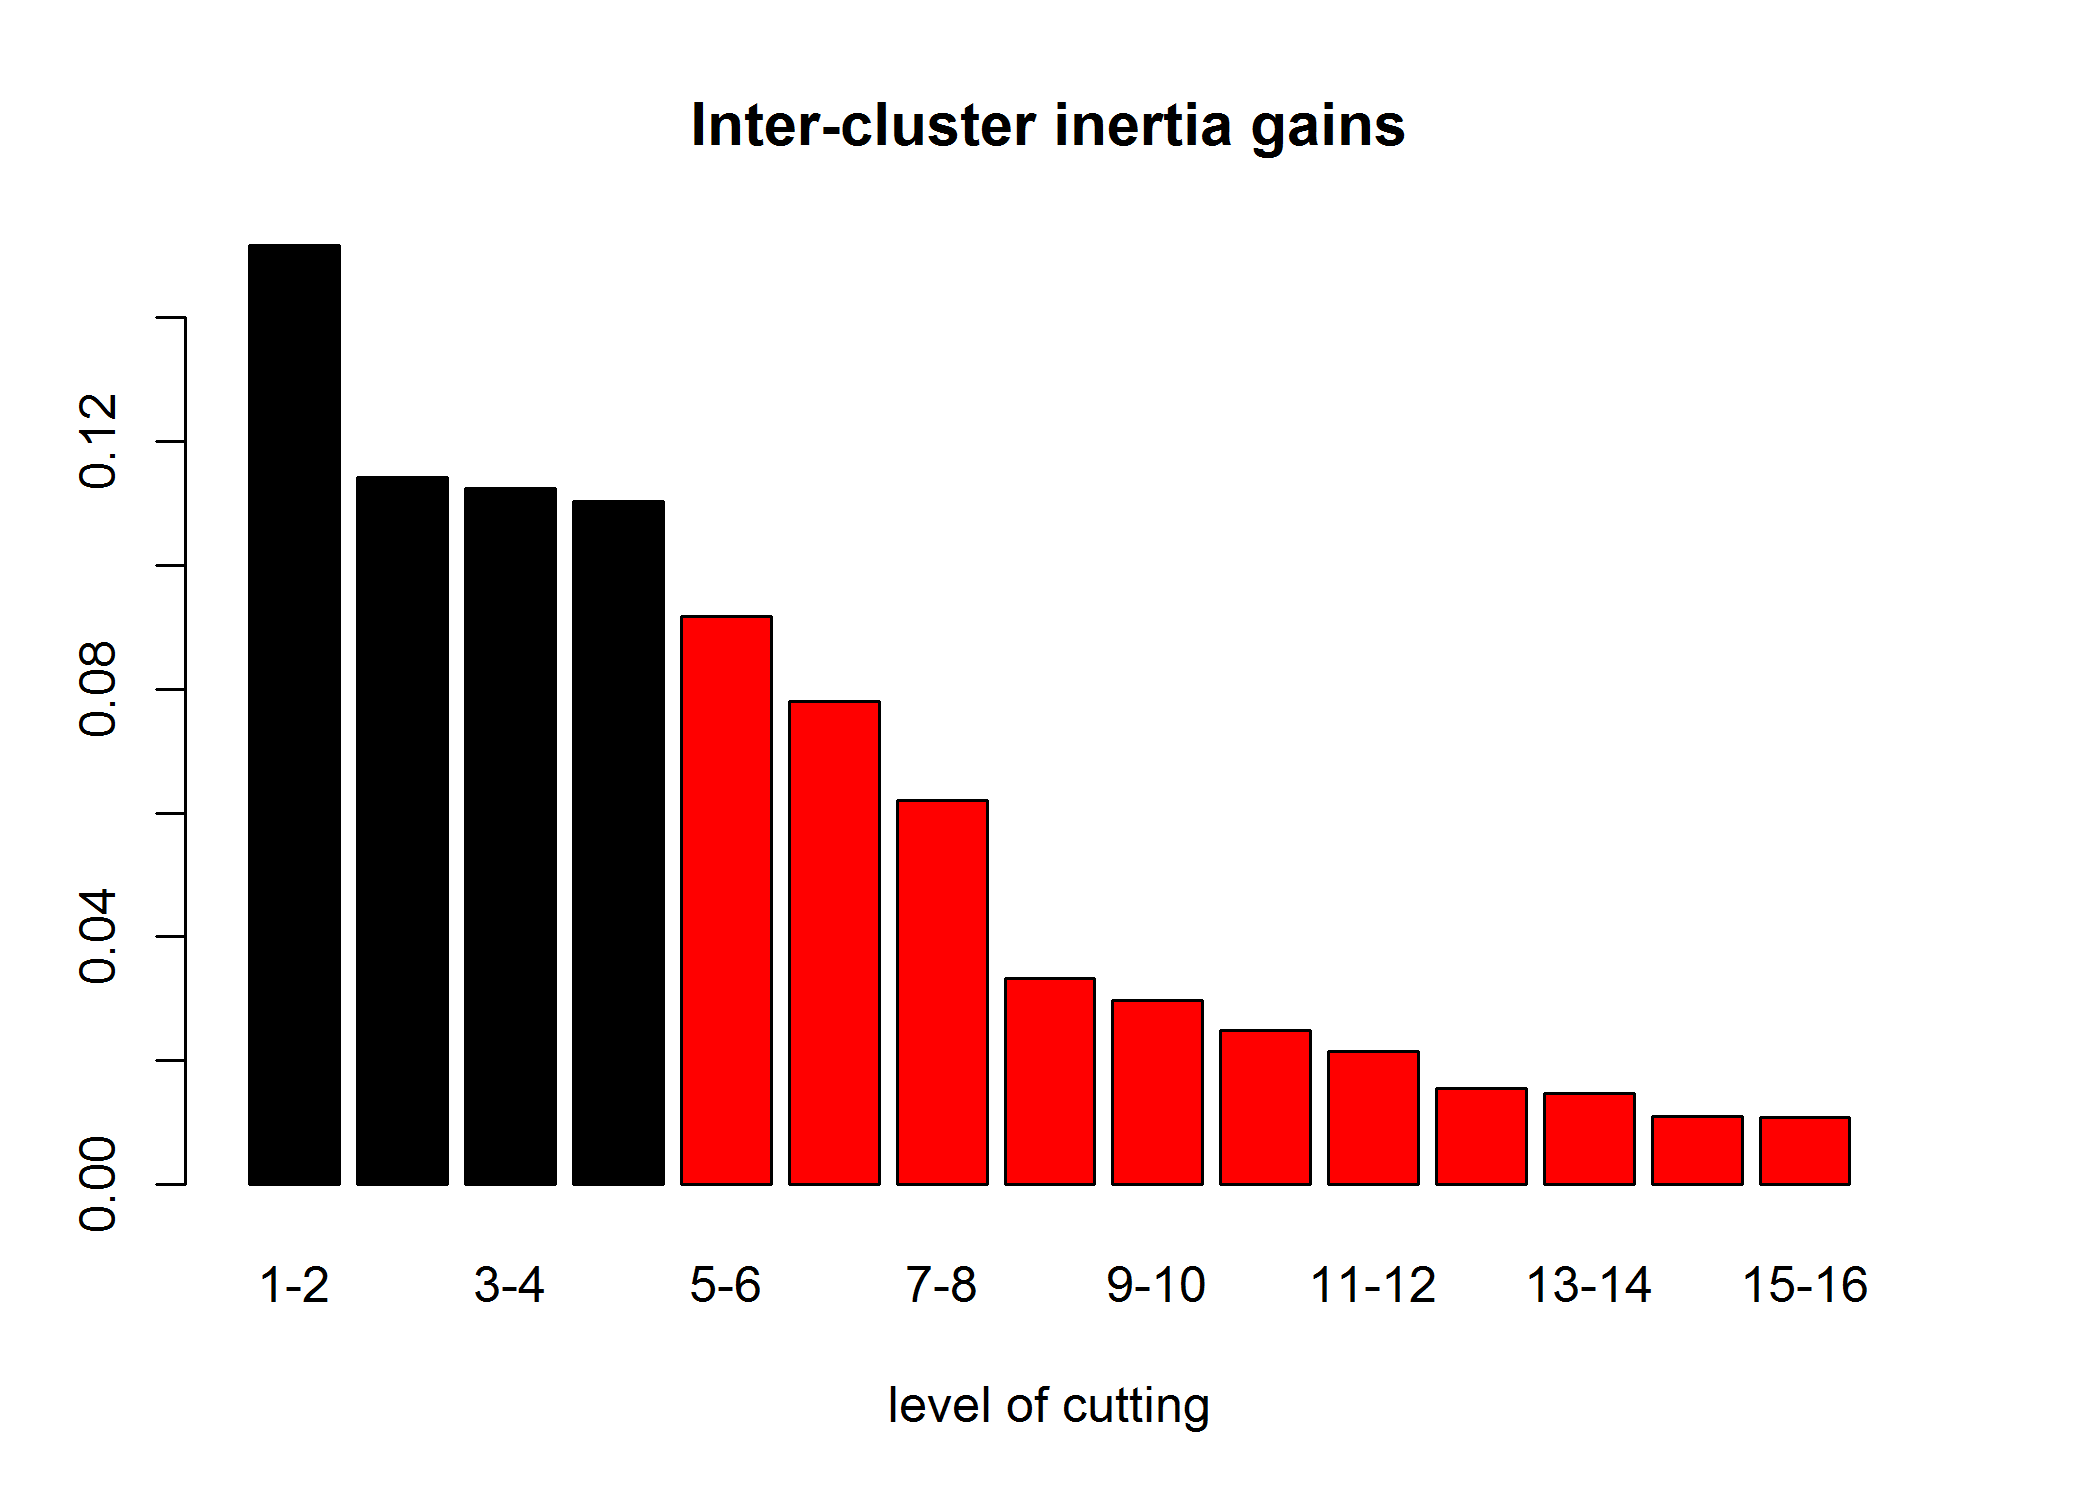 Inter-cluster inertia gains
0.12
0.08
0.04
0.00
1-2 3-4 5-6 7-8 9-10 11-12 13-14 15-16
level of cutting